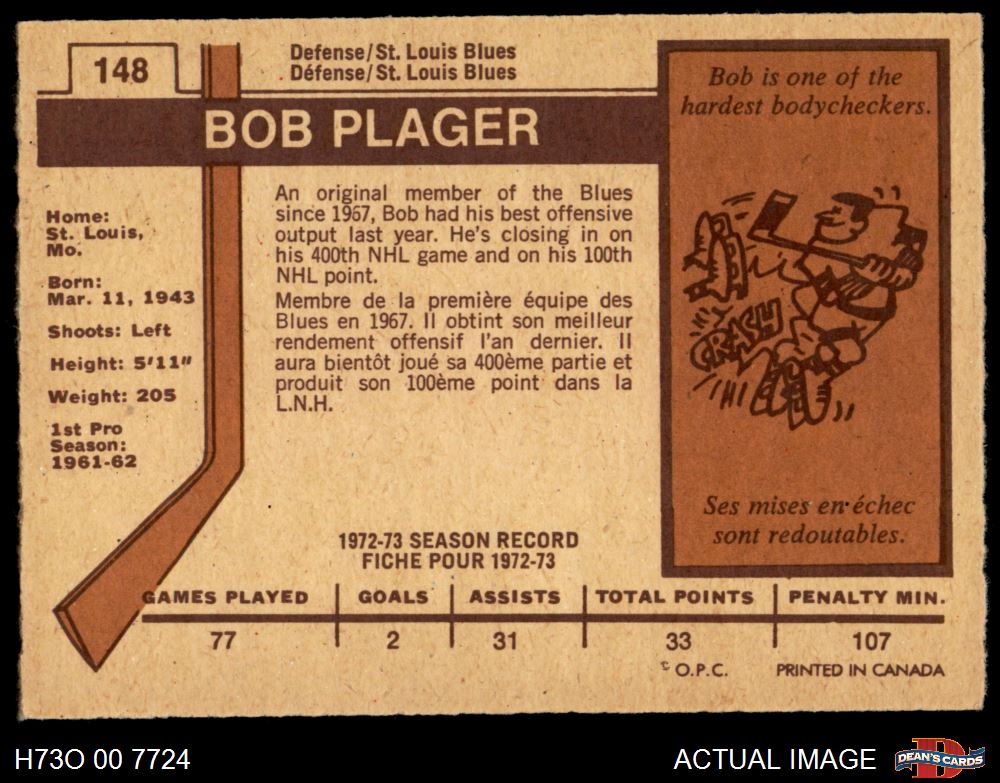 148
Defense/St. Louis Blues
Défense/St. Louis Blues
BOB PLAGER
Home:
St. Louis,
Mo.
Born:
Mar. 11, 1943
Shoots: Left
Height: 5'11"
Weight: 205
1st Pro
Season:
1961-62
An original member of the Blues
since 1967, Bob had his best offensive
output last year. He's closing in on
his 400th NHL game and on his 100th
NHL point.
Membre de la première équipe des
Blues en 1967. Il obtint son meilleur
rendement offensif l'an dernier. Il
aura bientôt joué sa 400ème partie et
produit son 100ème point dans la
L.N.H.
Bob is one of the
hardest bodycheckers.
CRASH
Ses mises en échec
sont redoutables.
1972-73 SEASON RECORD
FICHE POUR 1972-73
GAMES PLAYED GOALS ASSISTS TOTAL POINTS PENALTY MIN.
77 2 31 33 107
© O.P.C. PRINTED IN CANADA
H73O 00 7724
ACTUAL IMAGE
D
DEAN'S CARDS